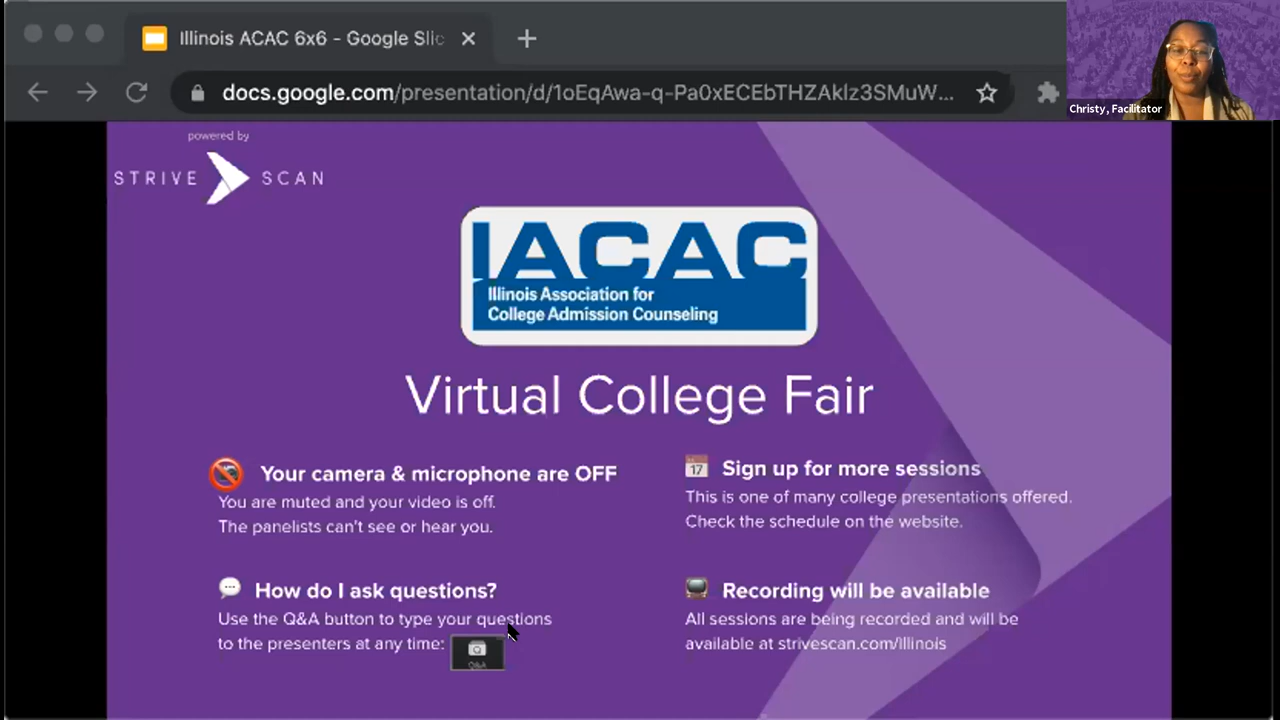 Illinois ACAC 6x6 - Google Slic
docs.google.com/presentation/d/1oEqAwa-q-Pa0xECEbTHZAklz3SMuW...
Christy, Facilitator
powered by
STRIVE SCAN
IACAC
Illinois Association for
College Admission Counseling
Virtual College Fair
Your camera & microphone are OFF
You are muted and your video is off.
The panelists can't see or hear you.
17 Sign up for more sessions
This is one of many college presentations offered.
Check the schedule on the website.
How do I ask questions?
Use the Q&A button to type your questions
to the presenters at any time:
Q&A
Recording will be available
All sessions are being recorded and will be
available at strivescan.com/illinois